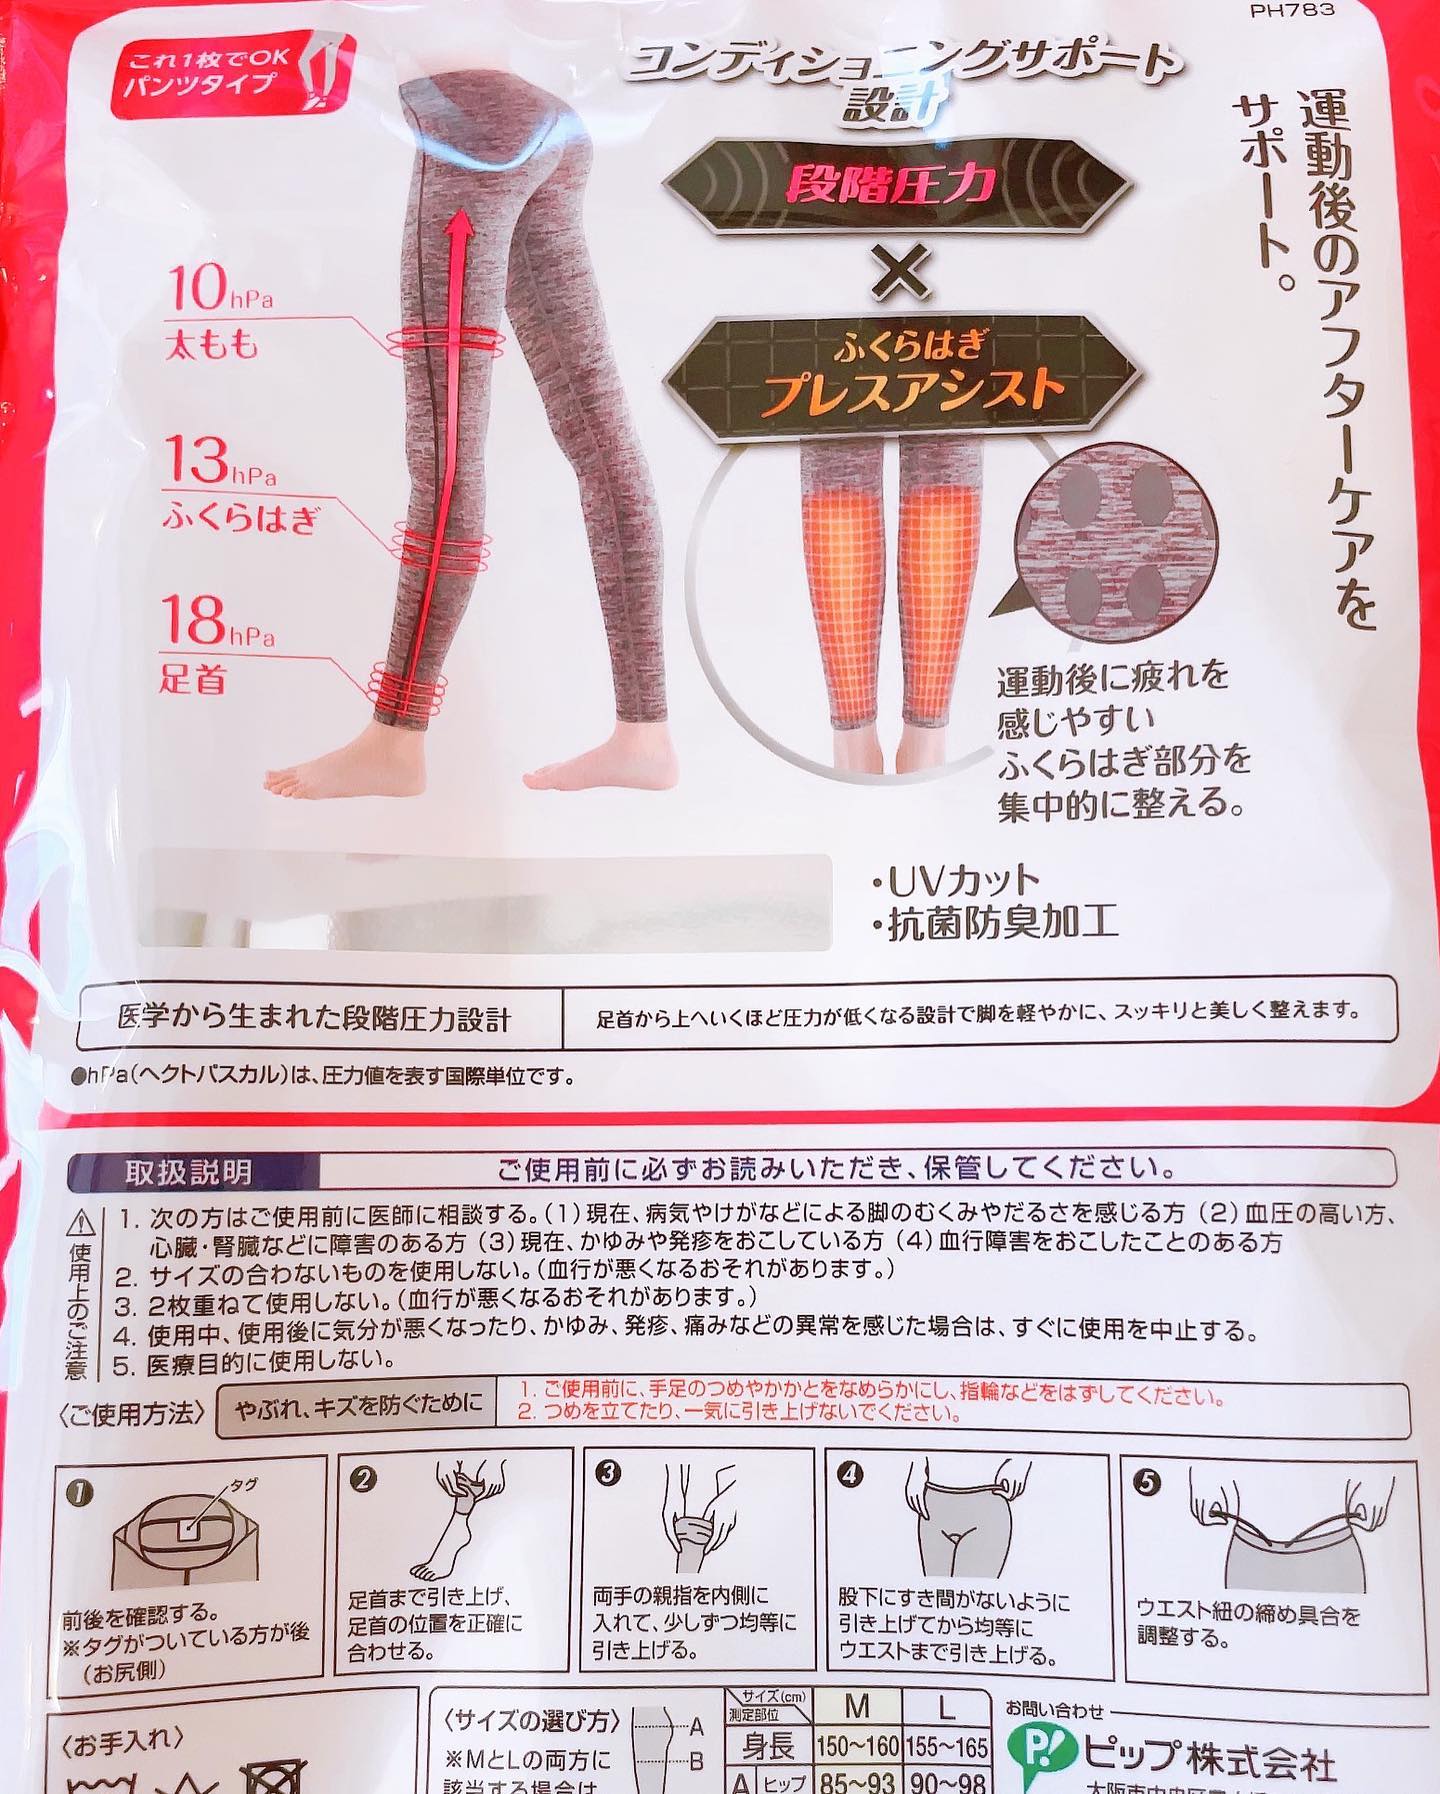 PH783
これ1枚でOK
パンツタイプ
コンディショニングサポート
設計
段階圧力
×
ふくらはぎ
プレスアシスト
運動後のアフターケアを
サポート。
10hPa
太もも
13hPa
ふくらはぎ
18hPa
足首
運動後に疲れを
感じやすい
ふくらはぎ部分を
集中的に整える。
・UVカット
・抗菌防臭加工
医学から生まれた段階圧力設計
足首から上へいくほど圧力が低くなる設計で脚を軽やかに、スッキリと美しく整えます。
●hPa(ヘクトパスカル)は、圧力値を表す国際単位です。
取扱説明
ご使用前に必ずお読みいただき、保管してください。
使用上のご注意
1. 次の方はご使用前に医師に相談する。(1)現在、病気やけがなどによる脚のむくみやだるさを感じる方 (2)血圧の高い方、
心臓・腎臓などに障害のある方 (3)現在、かゆみや発疹をおこしている方 (4)血行障害をおこしたことのある方
2. サイズの合わないものを使用しない。(血行が悪くなるおそれがあります。)
3. 2枚重ねて使用しない。(血行が悪くなるおそれがあります。)
4. 使用中、使用後に気分が悪くなったり、かゆみ、発疹、痛みなどの異常を感じた場合は、すぐに使用を中止する。
5. 医療目的に使用しない。
〈ご使用方法〉
やぶれ、キズを防ぐために
1. ご使用前に、手足のつめやかかとをなめらかにし、指輪などをはずしてください。
2. つめを立てたり、一気に引き上げないでください。
1
タグ
前後を確認する。
※タグがついている方が後
(お尻側)
2
足首まで引き上げ、
足首の位置を正確に
合わせる。
3
両手の親指を内側に
入れて、少しずつ均等に
引き上げる。
4
股下にすき間がないように
引き上げてから均等に
ウエストまで引き上げる。
5
ウエスト紐の締め具合を
調整する。
〈お手入れ〉
〈サイズの選び方〉
※MとLの両方に
該当する場合は
A
B
サイズ(cm)
測定部位
M
L
身長
150〜160
155〜165
A
ヒップ
85〜93
90〜98
お問い合わせ
P!
ピップ株式会社